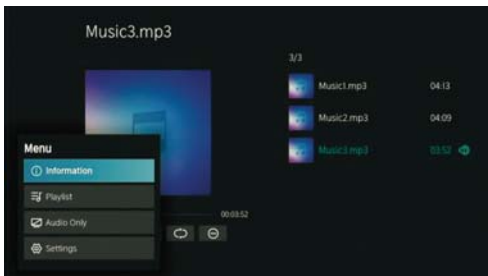 Music3.mp3
3/3
Music1.mp3 04:13
Music2.mp3 04:09
Music3.mp3 03:52
Menu
Information
Playlist
Audio Only
Settings
00:03:52